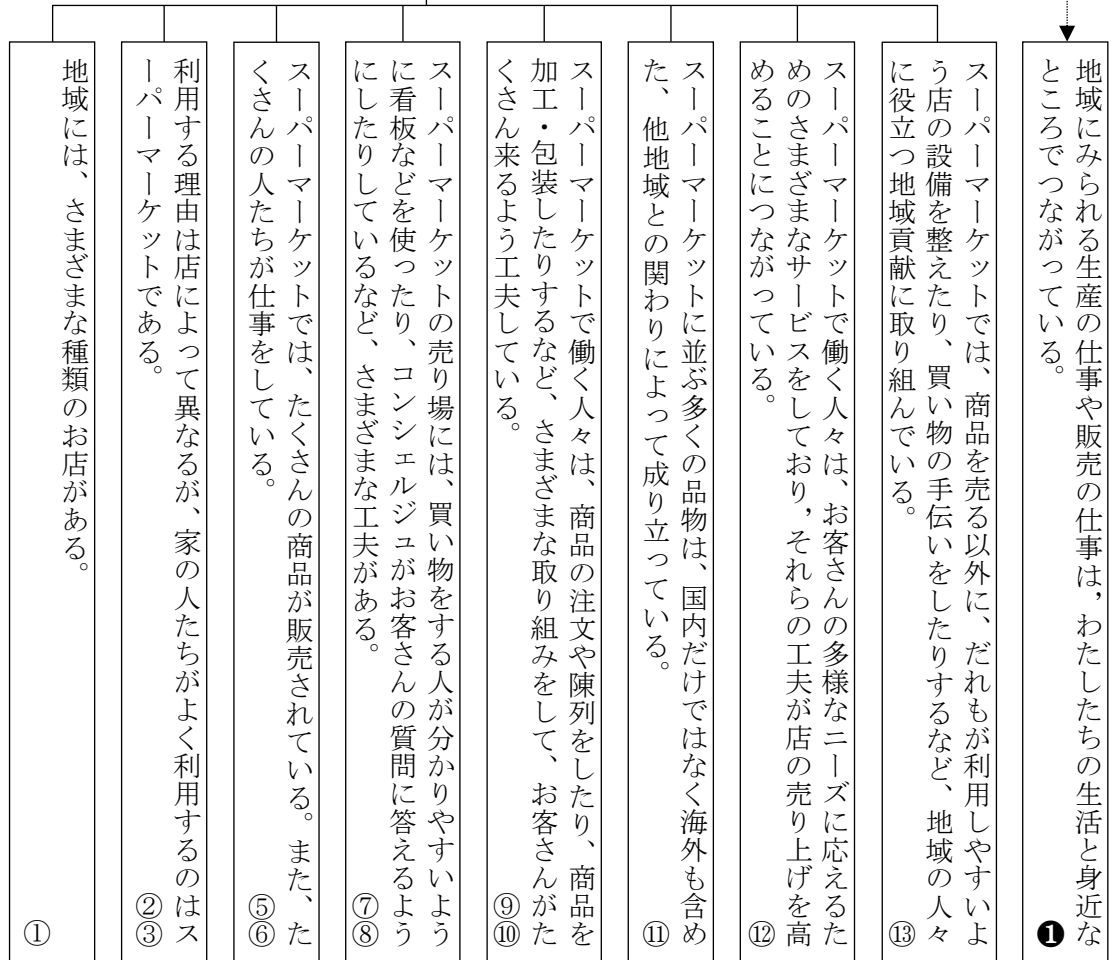 地域にみられる生産の仕事や販売の仕事は，わたしたちの生活と身近な
ところでつながっている。
❶
スーパーマーケットでは、商品を売る以外に、だれもが利用しやすいよ
う店の設備を整えたり、買い物の手伝いをしたりするなど、地域の人々
に役立つ地域貢献に取り組んでいる。
⑬
スーパーマーケットで働く人々は、お客さんの多様なニーズに応えるた
めのさまざまなサービスをしており，それらの工夫が店の売り上げを高
めることにつながっている。
⑫
スーパーマーケットに並ぶ多くの品物は、国内だけではなく海外も含め
た、他地域との関わりによって成り立っている。
⑪
スーパーマーケットで働く人々は、商品の注文や陳列をしたり、商品を
加工・包装したりするなど、さまざまな取り組みをして、お客さんがた
くさん来るよう工夫している。
⑨⑩
スーパーマーケットの売り場には、買い物をする人が分かりやすいよう
に看板などを使ったり、コンシェルジュがお客さんの質問に答えるよう
にしたりしているなど、さまざまな工夫がある。
⑦⑧
スーパーマーケットでは、たくさんの商品が販売されている。また、た
くさんの人たちが仕事をしている。
⑤⑥
利用する理由は店によって異なるが、家の人たちがよく利用するのはス
ーパーマーケットである。
②③
地域には、さまざまな種類のお店がある。
①